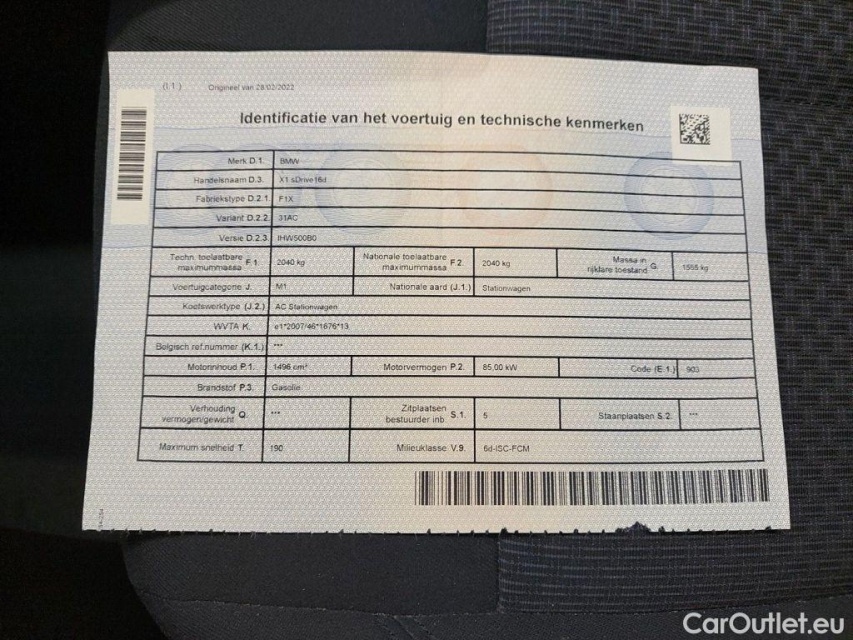 (I.1.) Origineel van 28/02/2022
Identificatie van het voertuig en technische kenmerken
Merk D.1. BMW
Handelsnaam D.3. X1 sDrive16d
Fabriekstype D.2.1. F1X
Variant D.2.2. 31AC
Versie D.2.3. IHW500B0
Techn. toelaatbare maximummassa F.1. 2040 kg Nationale toelaatbare maximummassa F.2. 2040 kg Massa in rijklare toestand G. 1555 kg
Voertuigcategorie J. M1 Nationale aard (J.1.) Stationwagen
Koetswerktype (J.2.) AC Stationwagen
WVTA K. e1*2007/46*1676*13
Belgisch ref.nummer (K.1.) ***
Motorinhoud P.1. 1496 cm³ Motorvermogen P.2. 85,00 kW Code (E.1.) 903
Brandstof P.3. Gasolie
Verhouding vermogen/gewicht Q. *** Zitplaatsen bestuurder inb. S.1. 5 Staanplaatsen S.2. ***
Maximum snelheid T. 190 Milieuklasse V.9. 6d-ISC-FCM
CarOutlet.eu